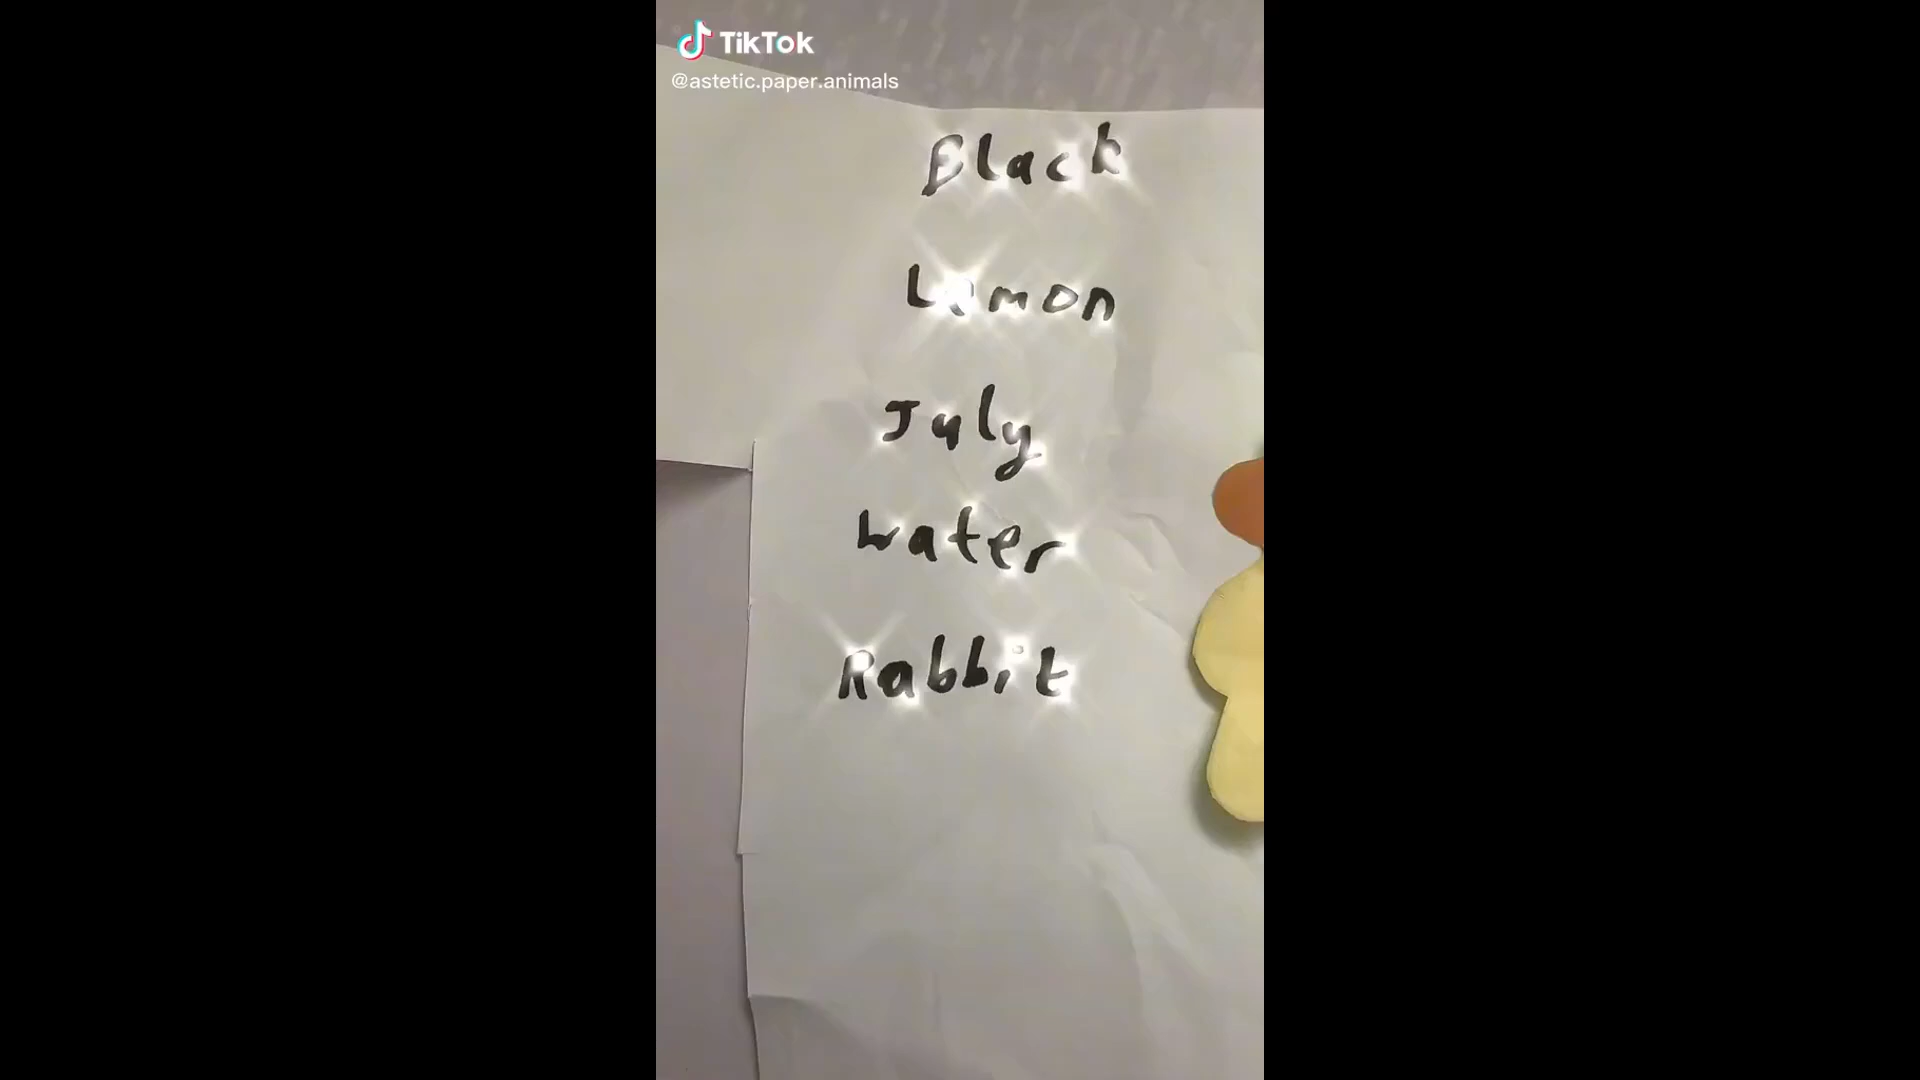 TikTok
@astetic.paper.animals
Black
Lemon
July
Water
Rabbit